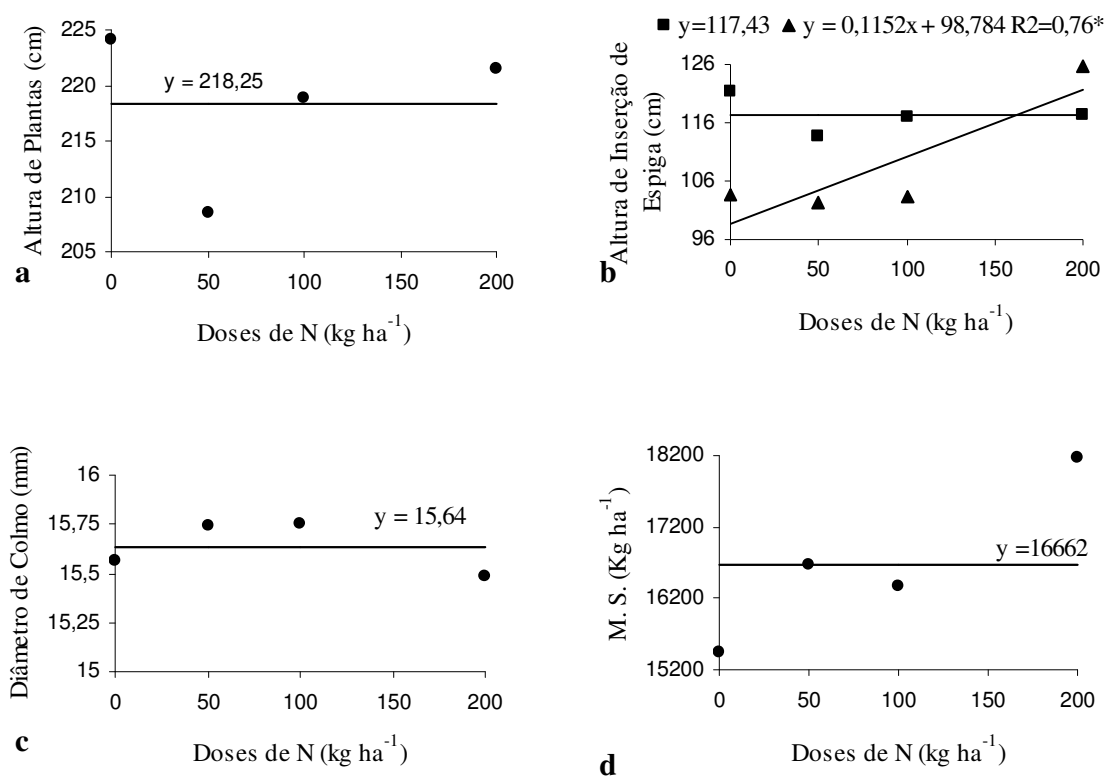 Altura de Plantas (cm)
225
220
215
210
205
y = 218,25
0 50 100 150 200
Doses de N (kg ha-1)
a
■ y=117,43 ▲ y = 0,1152x + 98,784 R2=0,76*
Altura de Inserção de
Espiga (cm)
126
116
106
96
0 50 100 150 200
Doses de N (kg ha-1)
b
Diâmetro de Colmo (mm)
16
15,75
15,5
15,25
15
y = 15,64
0 50 100 150 200
Doses de N (kg ha-1)
c
M. S. (Kg ha-1)
18200
17200
16200
15200
y =16662
0 50 100 150 200
Doses de N (kg ha-1)
d